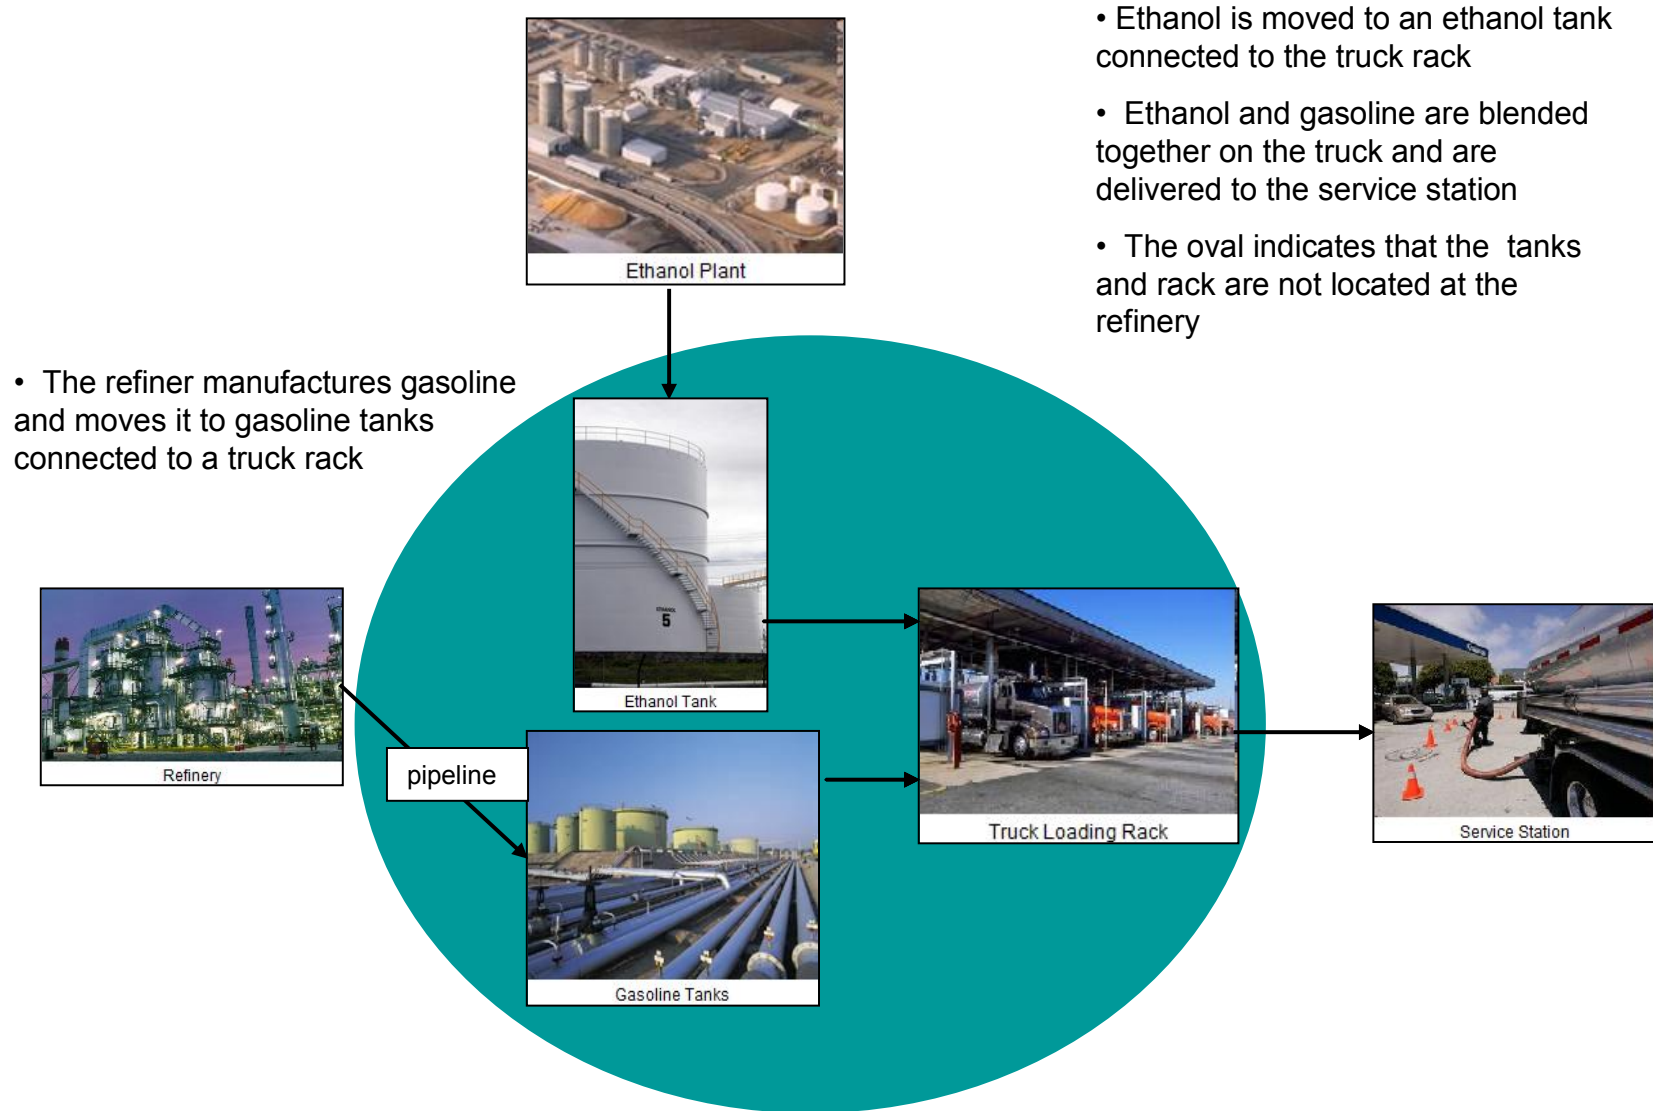 • Ethanol is moved to an ethanol tank
connected to the truck rack
• Ethanol and gasoline are blended
together on the truck and are
delivered to the service station
• The oval indicates that the tanks
and rack are not located at the
refinery
Ethanol Plant
• The refiner manufactures gasoline
and moves it to gasoline tanks
connected to a truck rack
ETHANOL
5
Ethanol Tank
Refinery
pipeline
Gasoline Tanks
Truck Loading Rack
Service Station